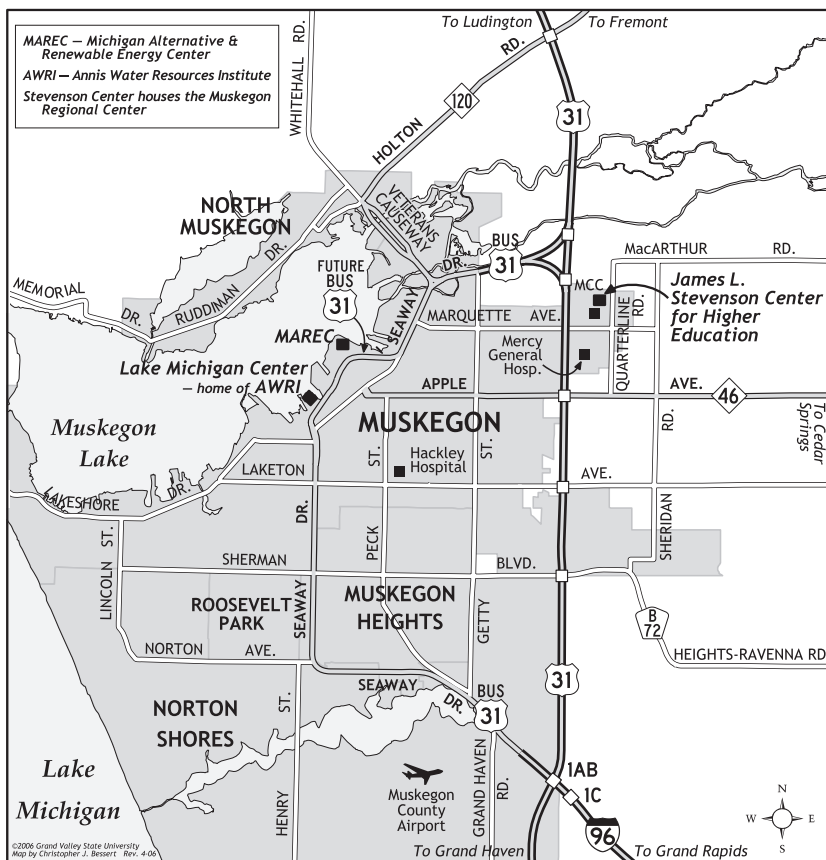 MAREC — Michigan Alternative &
Renewable Energy Center
AWRI — Annis Water Resources Institute
Stevenson Center houses the Muskegon
Regional Center
WHITEHALL RD.
To Ludington
To Fremont
HOLTON RD.
120
31
NORTH
MUSKEGON
VETERANS
CAUSEWAY
MEMORIAL DR.
RUDDIMAN DR.
FUTURE
BUS
31
SEAWAY DR.
BUS
31
MacARTHUR RD.
MCC
James L.
Stevenson Center
for Higher
Education
QUARTERLINE RD.
MARQUETTE AVE.
MAREC
Mercy
General
Hosp.
Lake Michigan Center
— home of AWRI
APPLE AVE.
46
To Cedar
Springs
MUSKEGON
Muskegon
Lake
Hackley
Hospital
LAKETON AVE.
LAKESHORE DR.
LINCOLN ST.
SEAWAY DR.
PECK ST.
GETTY ST.
SHERIDAN RD.
SHERMAN BLVD.
ROOSEVELT
PARK
MUSKEGON
HEIGHTS
B
72
HEIGHTS-RAVENNA RD
NORTON AVE.
31
SEAWAY DR.
BUS
31
NORTON
SHORES
HENRY ST.
Lake
Michigan
Muskegon
County
Airport
GRAND HAVEN RD.
1AB
1C
96
To Grand Haven
To Grand Rapids
N
W
E
S
©2006 Grand Valley State University
Map by Christopher J. Bessert Rev. 4-06